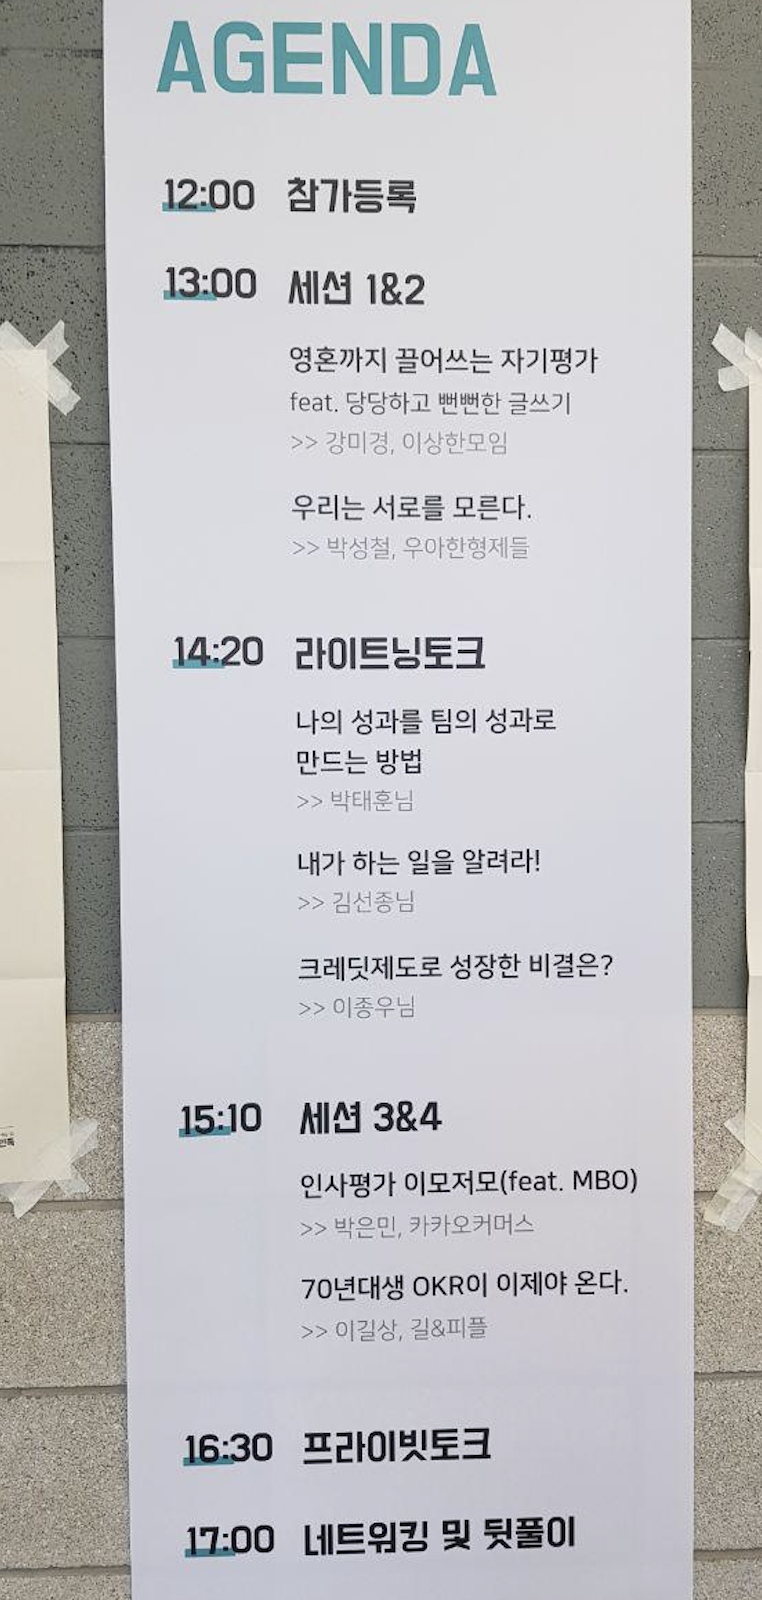 AGENDA
12:00 참가등록
13:00 세션 1&2
영혼까지 끌어쓰는 자기평가
feat. 당당하고 뻔뻔한 글쓰기
>> 강미경, 이상한모임
우리는 서로를 모른다.
>> 박성철, 우아한형제들
14:20 라이트닝토크
나의 성과를 팀의 성과로
만드는 방법
>> 박태훈님
내가 하는 일을 알려라!
>> 김선종님
크레딧제도로 성장한 비결은?
>> 이종우님
15:10 세션 3&4
인사평가 이모저모(feat. MBO)
>> 박은민, 카카오커머스
70년대생 OKR이 이제야 온다.
>> 이길상, 길&피플
16:30 프라이빗토크
17:00 네트워킹 및 뒷풀이